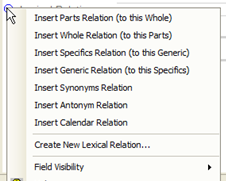 Insert Parts Relation (to this Whole)
Insert Whole Relation (to this Parts)
Insert Specifics Relation (to this Generic)
Insert Generic Relation (to this Specifics)
Insert Synonyms Relation
Insert Antonym Relation
Insert Calendar Relation
Create New Lexical Relation...
Field Visibility